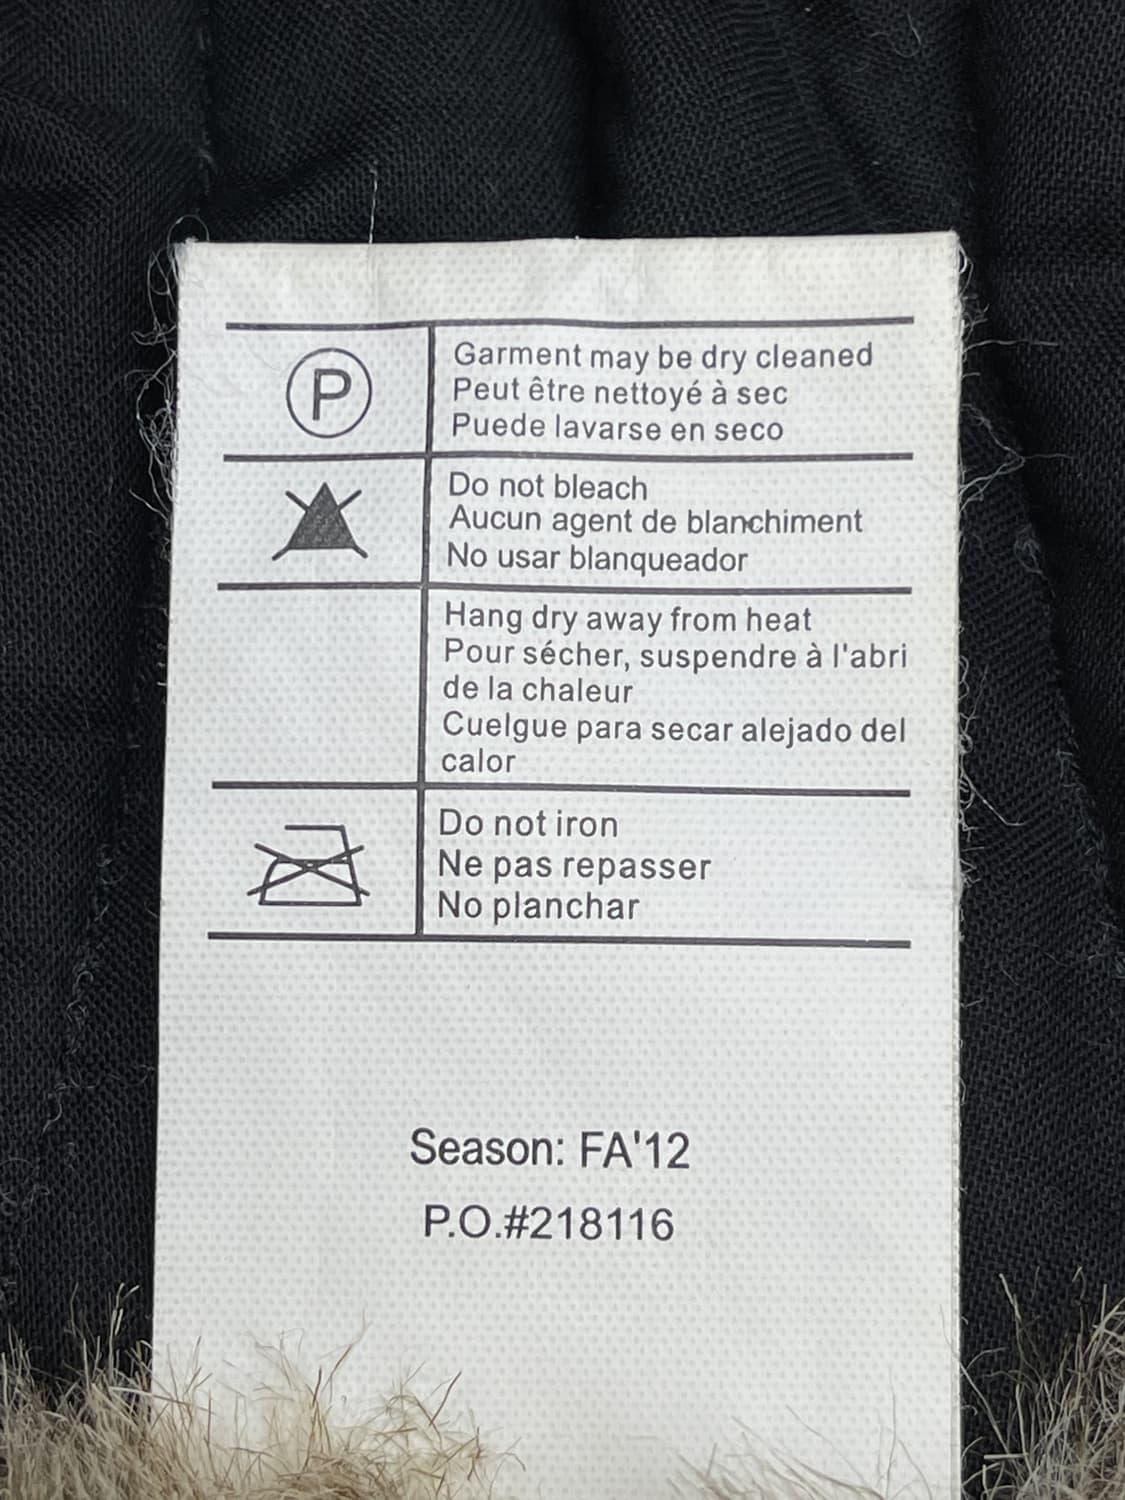 P
Garment may be dry cleaned
Peut être nettoyé à sec
Puede lavarse en seco
Do not bleach
Aucun agent de blanchiment
No usar blanqueador
Hang dry away from heat
Pour sécher, suspendre à l'abri
de la chaleur
Cuelgue para secar alejado del
calor
Do not iron
Ne pas repasser
No planchar
Season: FA'12
P.O.#218116